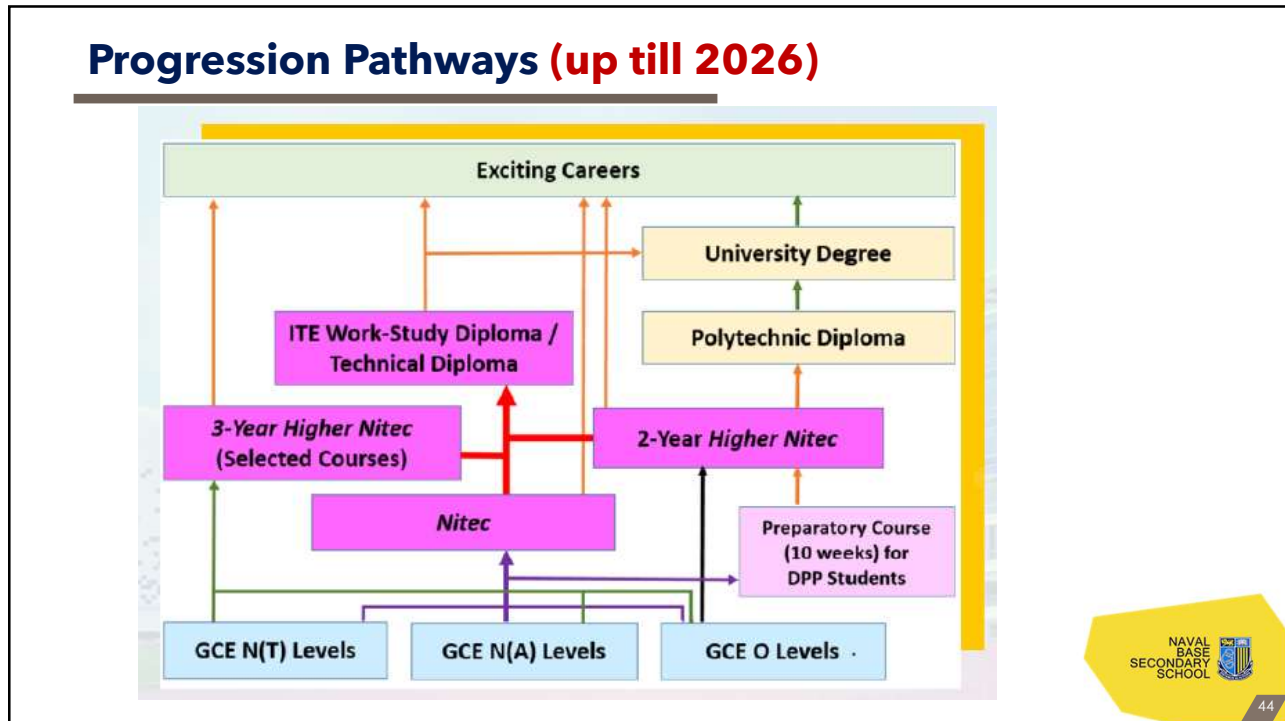 Progression Pathways (up till 2026)
Exciting Careers
University Degree
ITE Work-Study Diploma /
Technical Diploma
Polytechnic Diploma
3-Year Higher Nitec
(Selected Courses)
2-Year Higher Nitec
Nitec
Preparatory Course
(10 weeks) for
DPP Students
GCE N(T) Levels
GCE N(A) Levels
GCE O Levels .
NAVAL
BASE
SECONDARY
SCHOOL
44